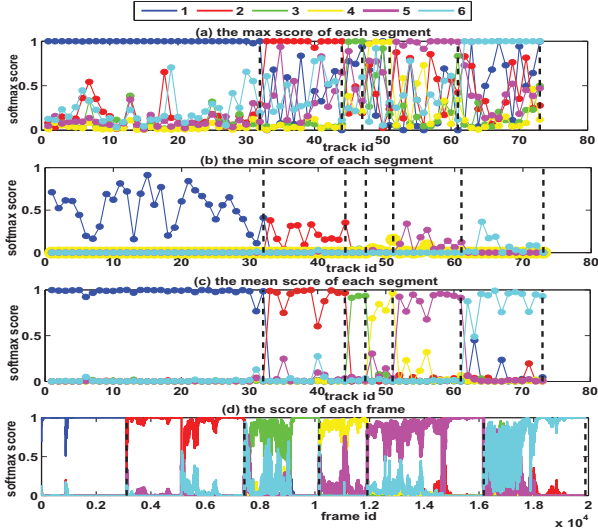 1 2 3 4 5 6
(a) the max score of each segment
softmax score
1
0.5
0
0 10 20 30 40 50 60 70 80
track id
(b) the min score of each segment
softmax score
1
0.5
0
0 10 20 30 40 50 60 70 80
track id
(c) the mean score of each segment
softmax score
1
0.5
0
0 10 20 30 40 50 60 70 80
track id
(d) the score of each frame
softmax score
1
0.5
0
0 0.2 0.4 0.6 0.8 1 1.2 1.4 1.6 1.8 2
frame id
x 10^4